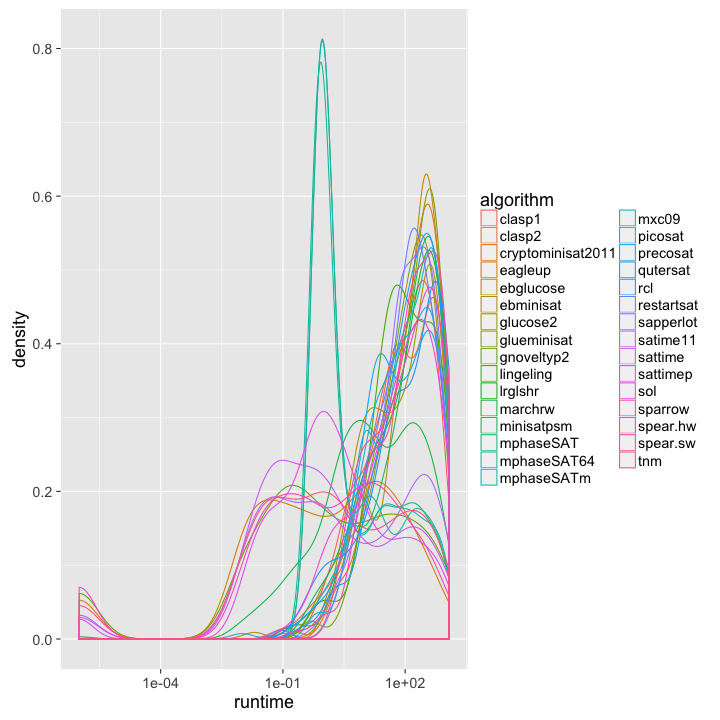 0.8
0.6
0.4
0.2
0.0
density
1e-04 1e-01 1e+02
runtime
algorithm
clasp1
clasp2
cryptominisat2011
eagleup
ebglucose
ebminisat
glucose2
glueminisat
gnoveltyp2
lingeling
lrglshr
marchrw
minisatpsm
mphaseSAT
mphaseSAT64
mphaseSATm
mxc09
picosat
precosat
qutersat
rcl
restartsat
sapperlot
satime11
sattime
sattimep
sol
sparrow
spear.hw
spear.sw
tnm